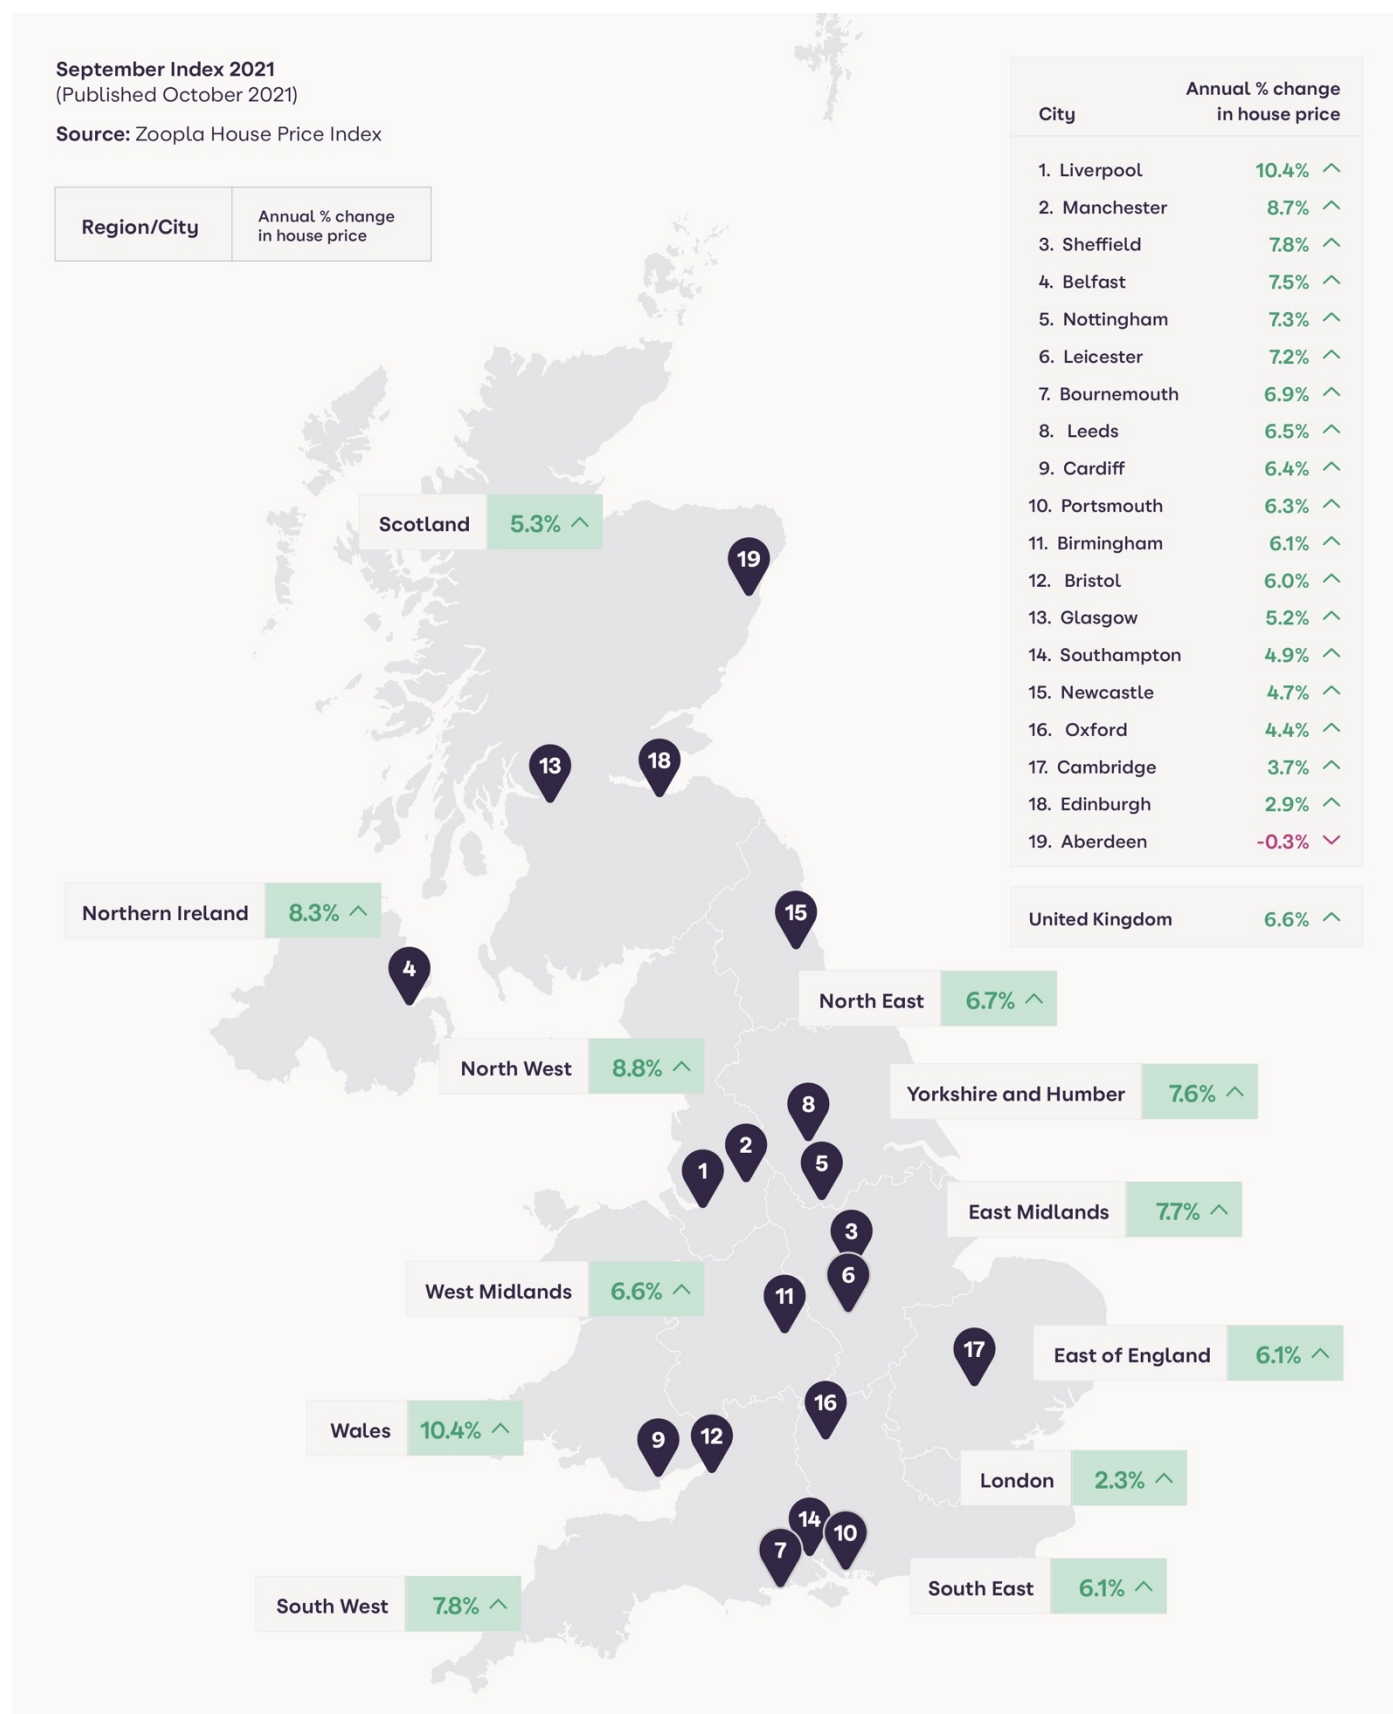 September Index 2021
(Published October 2021)
Source: Zoopla House Price Index
Region/City
Annual % change
in house price
City
Annual % change
in house price
1. Liverpool 10.4%
2. Manchester 8.7%
3. Sheffield 7.8%
4. Belfast 7.5%
5. Nottingham 7.3%
6. Leicester 7.2%
7. Bournemouth 6.9%
8. Leeds 6.5%
9. Cardiff 6.4%
10. Portsmouth 6.3%
11. Birmingham 6.1%
12. Bristol 6.0%
13. Glasgow 5.2%
14. Southampton 4.9%
15. Newcastle 4.7%
16. Oxford 4.4%
17. Cambridge 3.7%
18. Edinburgh 2.9%
19. Aberdeen -0.3%
United Kingdom 6.6%
Scotland 5.3%
19
13
18
Northern Ireland 8.3%
15
4
North East 6.7%
North West 8.8%
Yorkshire and Humber 7.6%
8
2
5
1
East Midlands 7.7%
3
6
West Midlands 6.6%
11
17
East of England 6.1%
16
Wales 10.4%
9
12
London 2.3%
14
10
7
South East 6.1%
South West 7.8%